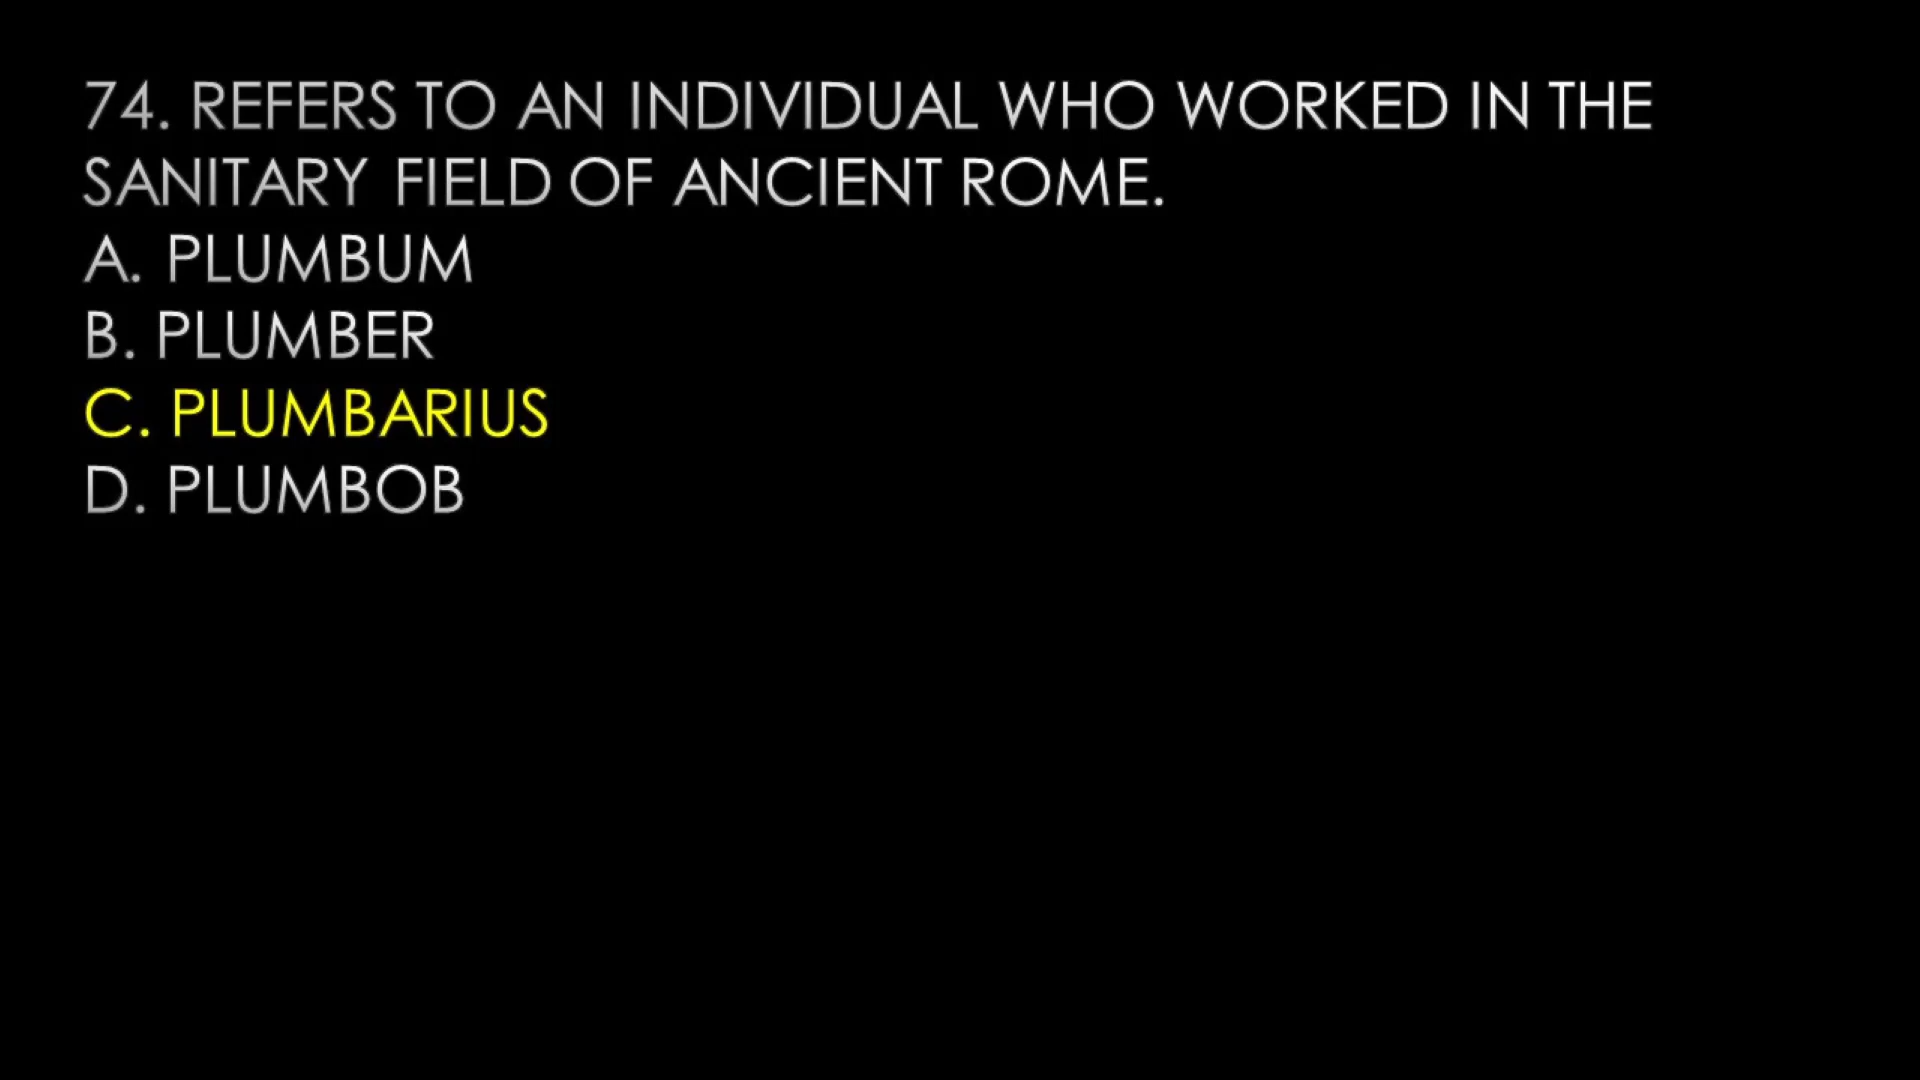 74. REFERS TO AN INDIVIDUAL WHO WORKED IN THE
SANITARY FIELD OF ANCIENT ROME.
A. PLUMBUM
B. PLUMBER
C. PLUMBARIUS
D. PLUMBOB